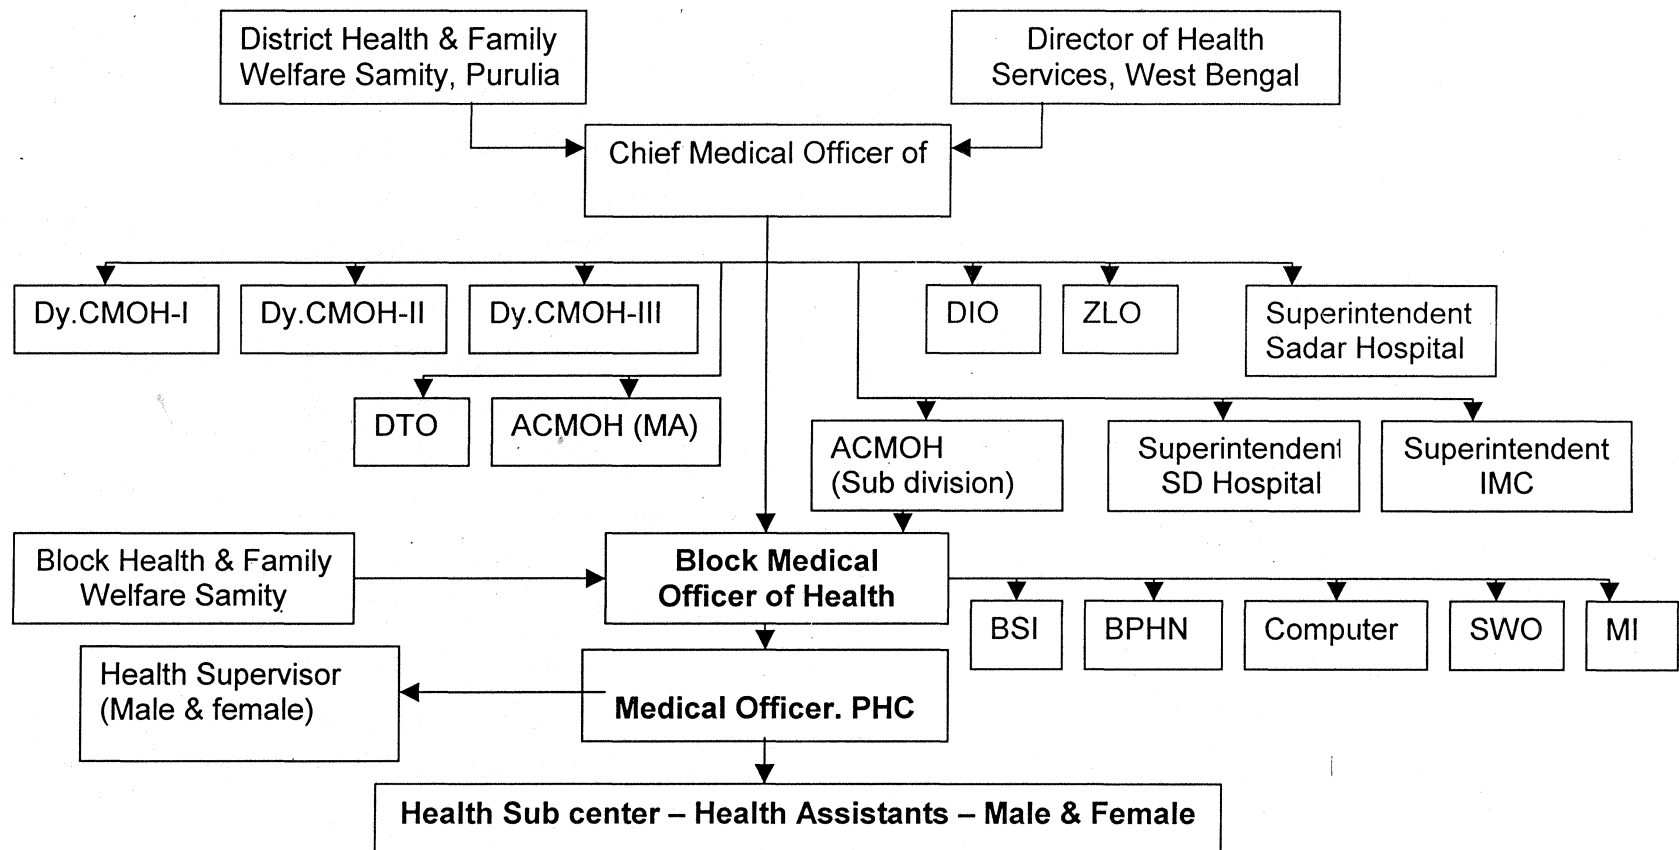 District Health & Family
Welfare Samity, Purulia
Director of Health
Services, West Bengal
Chief Medical Officer of
Dy.CMOH-I
Dy.CMOH-II
Dy.CMOH-III
DIO
ZLO
Superintendent
Sadar Hospital
DTO
ACMOH (MA)
ACMOH
(Sub division)
Superintendent
SD Hospital
Superintendent
IMC
Block Health & Family
Welfare Samity
Block Medical
Officer of Health
BSI
BPHN
Computer
SWO
MI
Health Supervisor
(Male & female)
Medical Officer. PHC
Health Sub center – Health Assistants – Male & Female